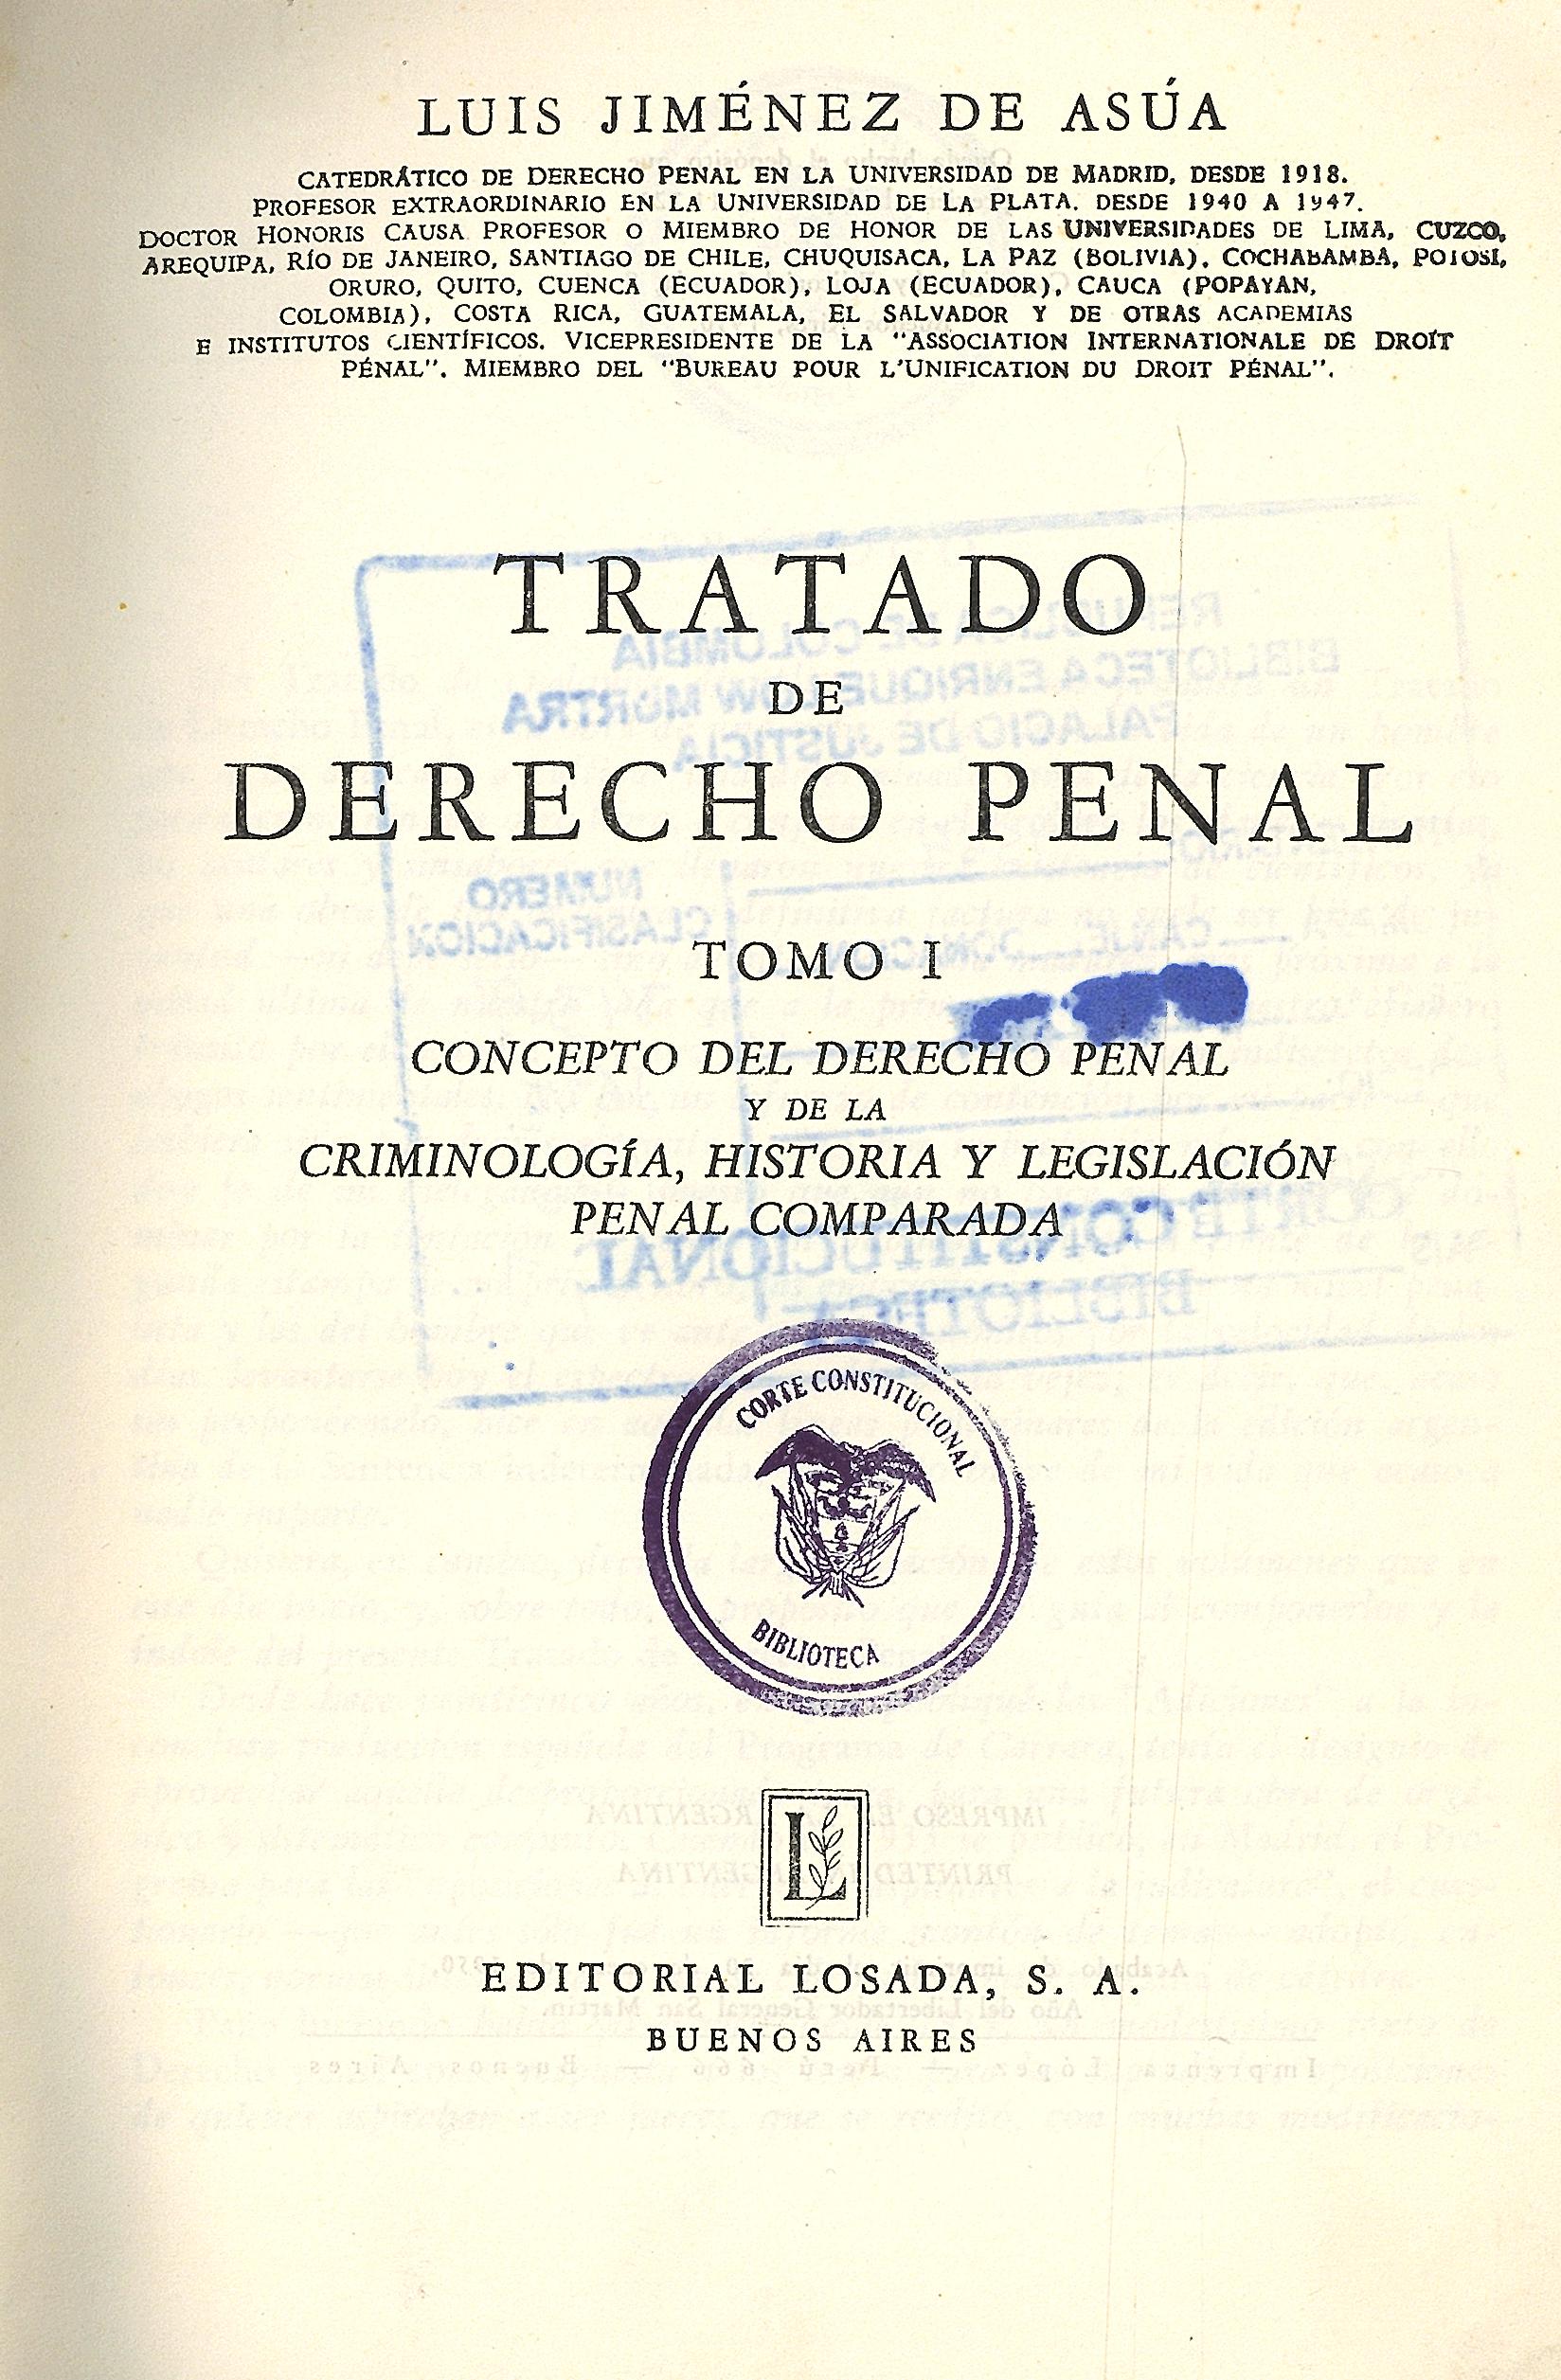 LUIS JIMÉNEZ DE ASÚA
CATEDRÁTICO DE DERECHO PENAL EN LA UNIVERSIDAD DE MADRID, DESDE 1918.
PROFESOR EXTRAORDINARIO EN LA UNIVERSIDAD DE LA PLATA. DESDE 1940 A 1947.
DOCTOR HONORIS CAUSA PROFESOR O MIEMBRO DE HONOR DE LAS UNIVERSIDADES DE LIMA, CUZCO,
AREQUIPA, RÍO DE JANEIRO, SANTIAGO DE CHILE, CHUQUISACA, LA PAZ (BOLIVIA), COCHABAMBA, POTOSÍ,
ORURO, QUITO, CUENCA (ECUADOR), LOJA (ECUADOR), CAUCA (POPAYAN,
COLOMBIA), COSTA RICA, GUATEMALA, EL SALVADOR Y DE OTRAS ACADEMIAS
E INSTITUTOS CIENTÍFICOS. VICEPRESIDENTE DE LA "ASSOCIATION INTERNATIONALE DE DROIT
PÉNAL". MIEMBRO DEL "BUREAU POUR L'UNIFICATION DU DROIT PÉNAL".
TRATADO
DE
DERECHO PENAL
TOMO I
CONCEPTO DEL DERECHO PENAL
Y DE LA
CRIMINOLOGÍA, HISTORIA Y LEGISLACIÓN
PENAL COMPARADA
CORTE CONSTITUCIONAL
BIBLIOTECA
L
EDITORIAL LOSADA, S. A.
BUENOS AIRES